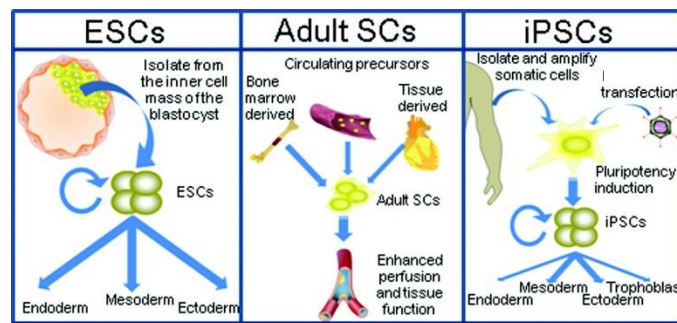 ESCs
Isolate from
the inner cell
mass of the
blastocyst
ESCs
Endoderm
Mesoderm
Ectoderm
Adult SCs
Circulating precursors
Bone
marrow
derived
Tissue
derived
Adult SCs
Enhanced
perfusion
and tissue
function
iPSCs
Isolate and amplify
somatic cells
transfection
Pluripotency
induction
iPSCs
Endoderm
Mesoderm
Ectoderm
Trophoblas